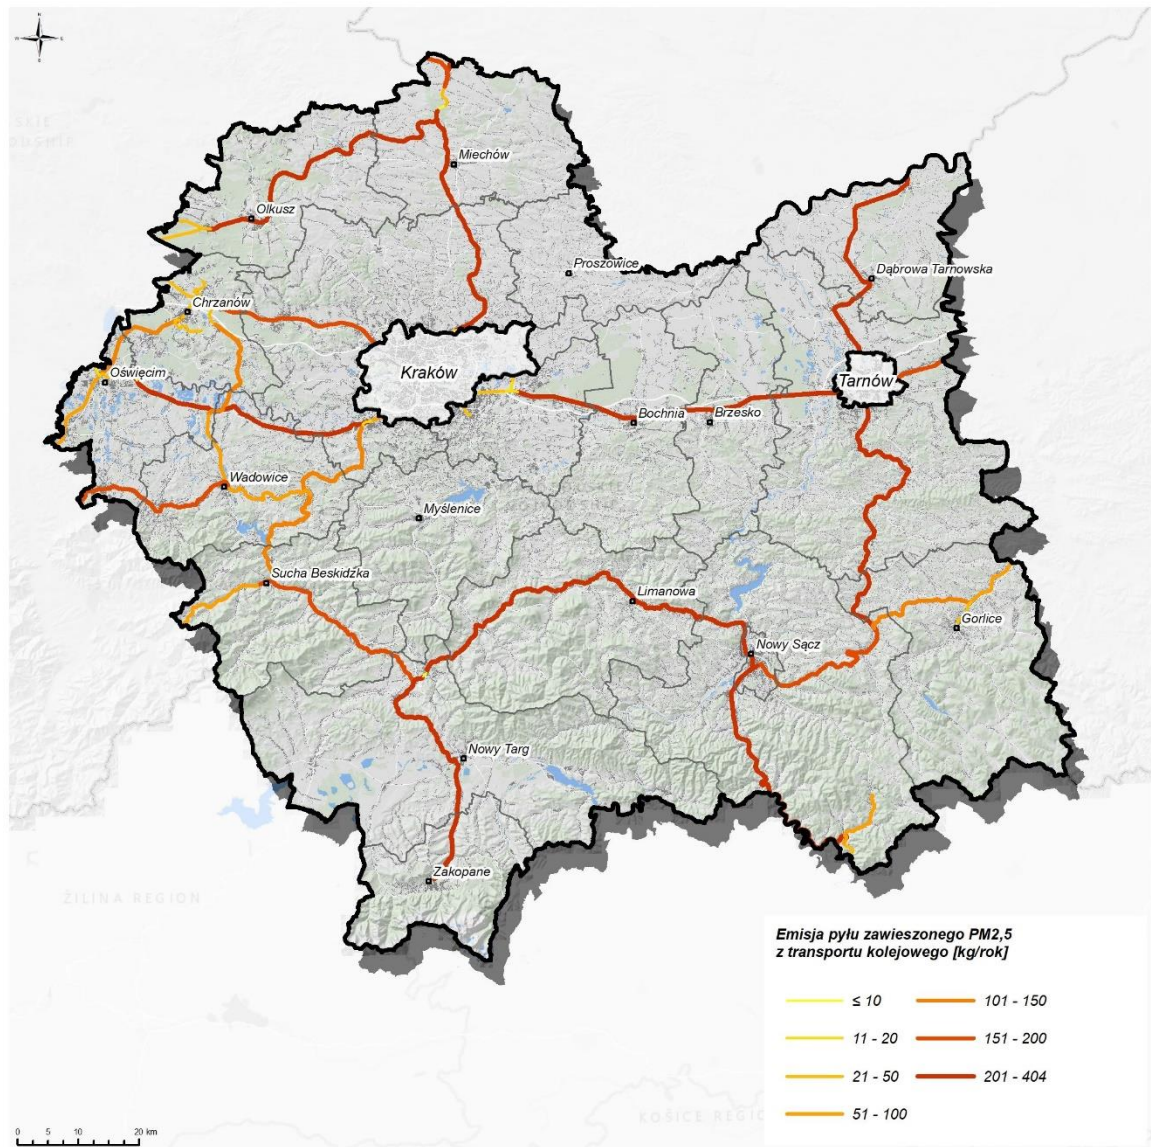 N
W
E
S
SKIE
Miechów
Olkusz
Proszowice
Dąbrowa Tarnowska
Chrzanów
Kraków
Tarnów
Oświęcim
Bochnia
Brzesko
Wadowice
Myślenice
Sucha Beskidzka
Limanowa
Gorlice
Nowy Sącz
Nowy Targ
Zakopane
ŽILINA REGION
Emisja pyłu zawieszonego PM2,5
z transportu kolejowego [kg/rok]
≤ 10 101 - 150
11 - 20 151 - 200
21 - 50 201 - 404
51 - 100
KOŠICE REGIO
0 5 10 20 km